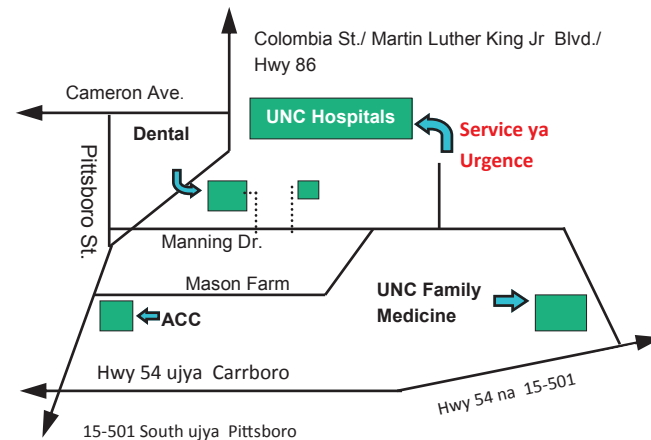 Colombia St./ Martin Luther King Jr  Blvd./
Hwy 86
Cameron Ave.
Dental
UNC Hospitals
Service ya
Urgence
Pittsboro St.
Manning Dr.
Mason Farm
UNC Family
Medicine
ACC
Hwy 54 ujya  Carrboro
Hwy 54 na  15-501
15-501 South ujya  Pittsboro